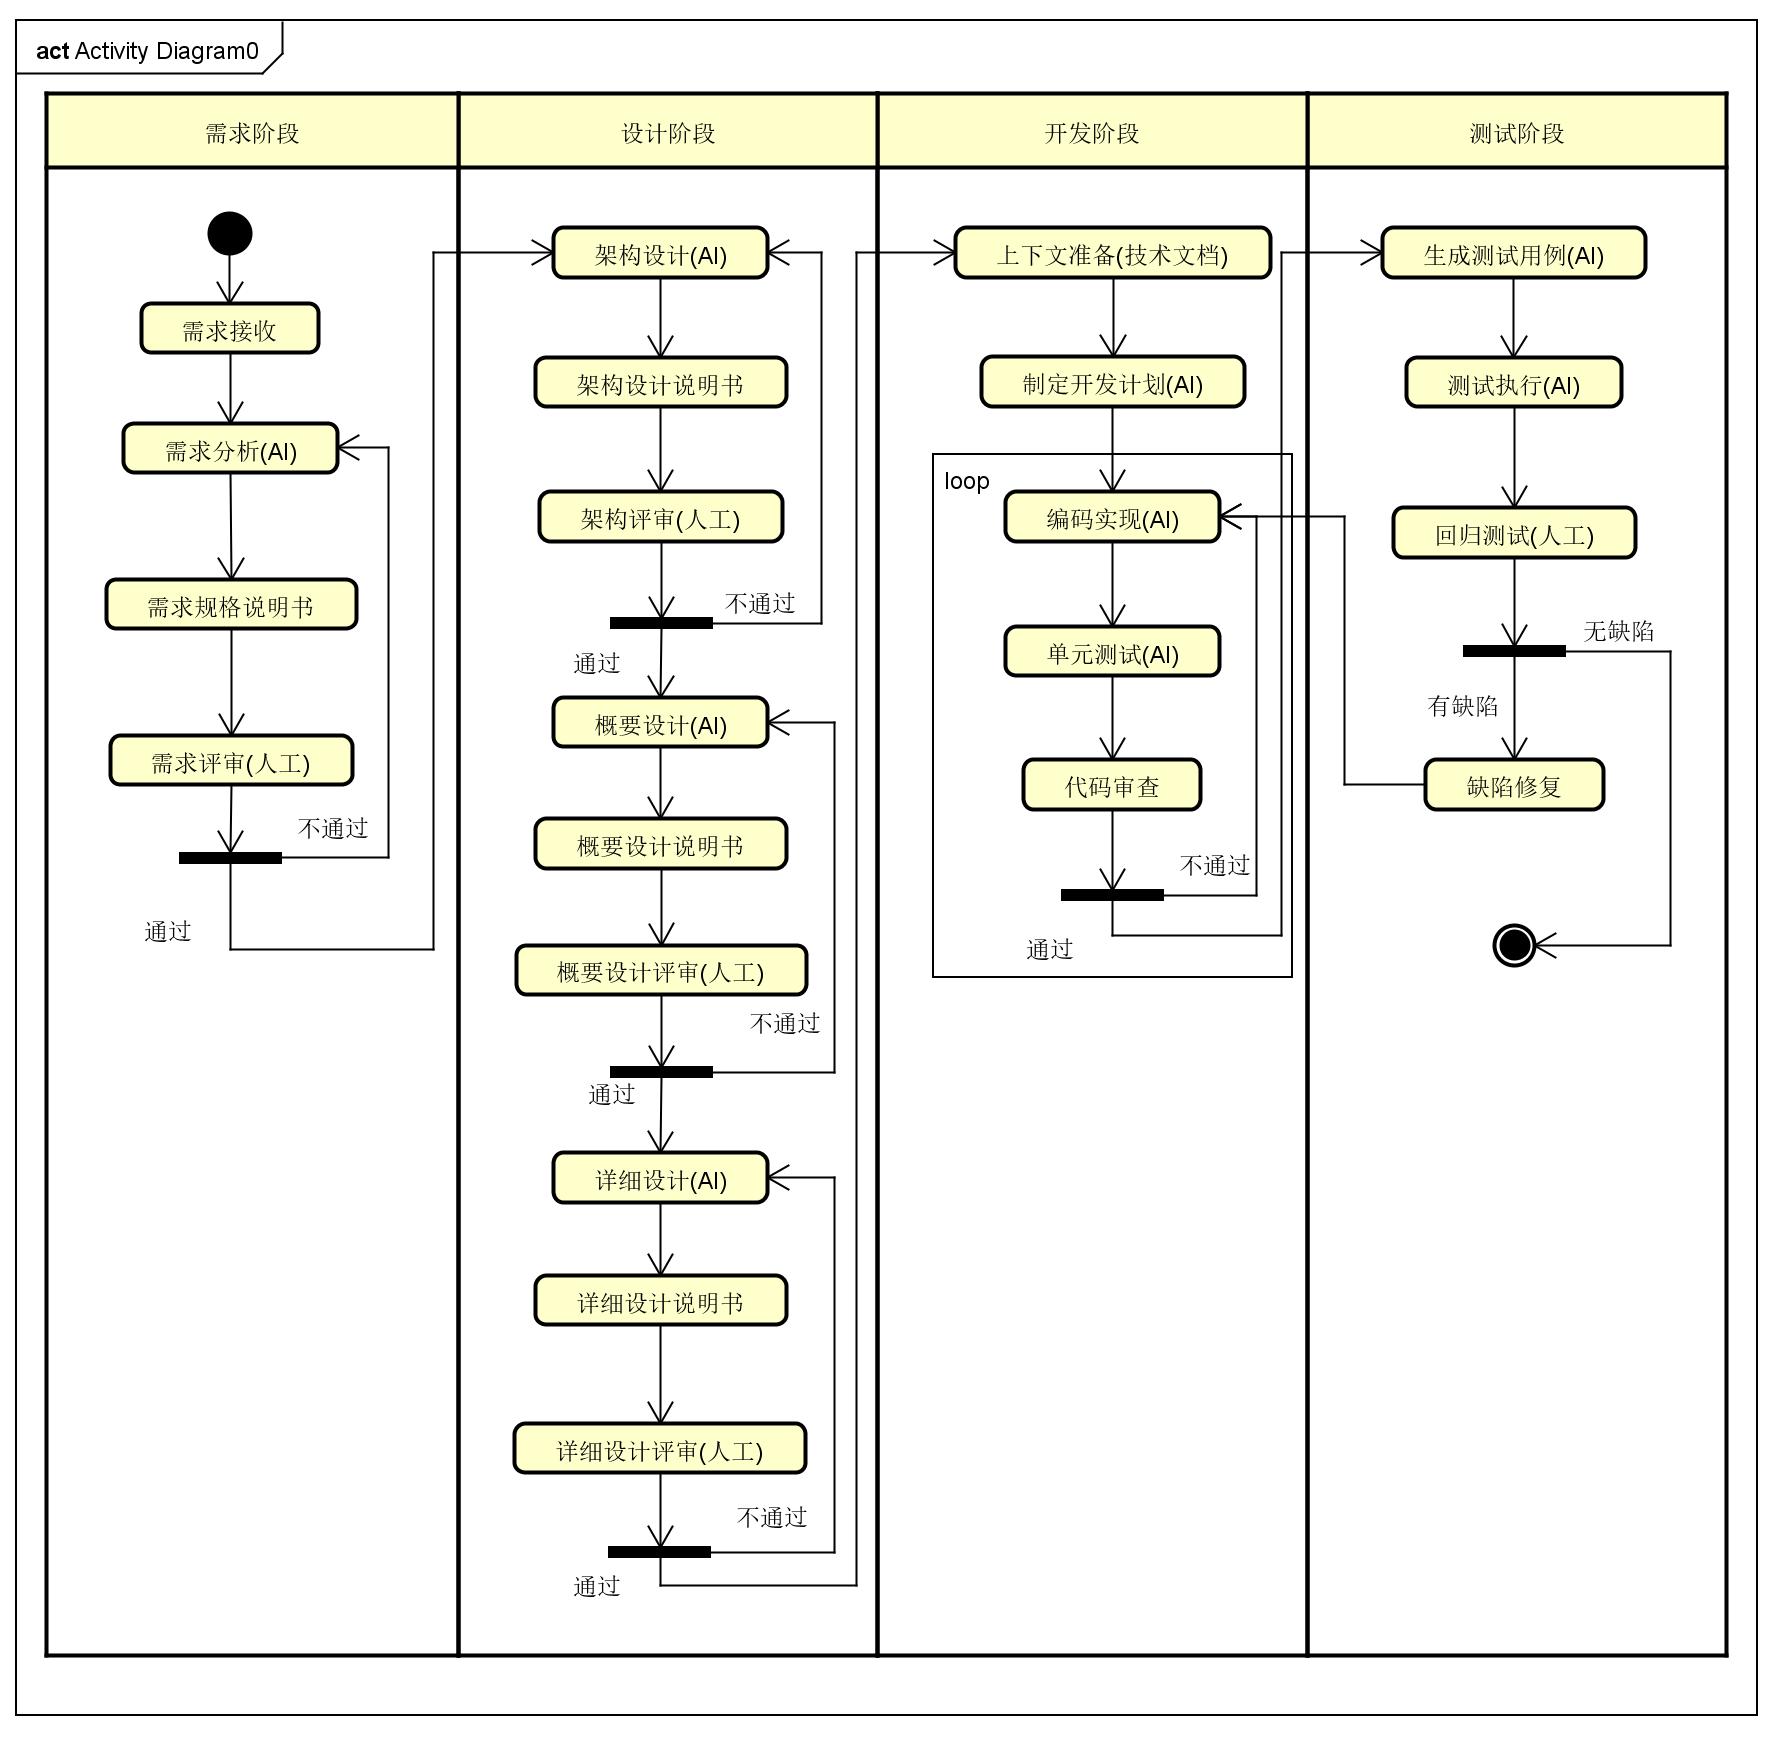 act Activity Diagram0
需求阶段
设计阶段
开发阶段
测试阶段
需求接收
需求分析(AI)
需求规格说明书
需求评审(人工)
不通过
通过
架构设计(AI)
架构设计说明书
架构评审(人工)
不通过
通过
概要设计(AI)
概要设计说明书
概要设计评审(人工)
不通过
通过
详细设计(AI)
详细设计说明书
详细设计评审(人工)
不通过
通过
上下文准备(技术文档)
制定开发计划(AI)
loop
编码实现(AI)
单元测试(AI)
代码审查
不通过
通过
生成测试用例(AI)
测试执行(AI)
回归测试(人工)
无缺陷
有缺陷
缺陷修复